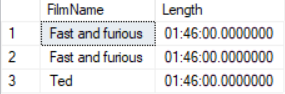 FilmName Length
1 Fast and furious 01:46:00.0000000
2 Fast and furious 01:46:00.0000000
3 Ted 01:46:00.0000000